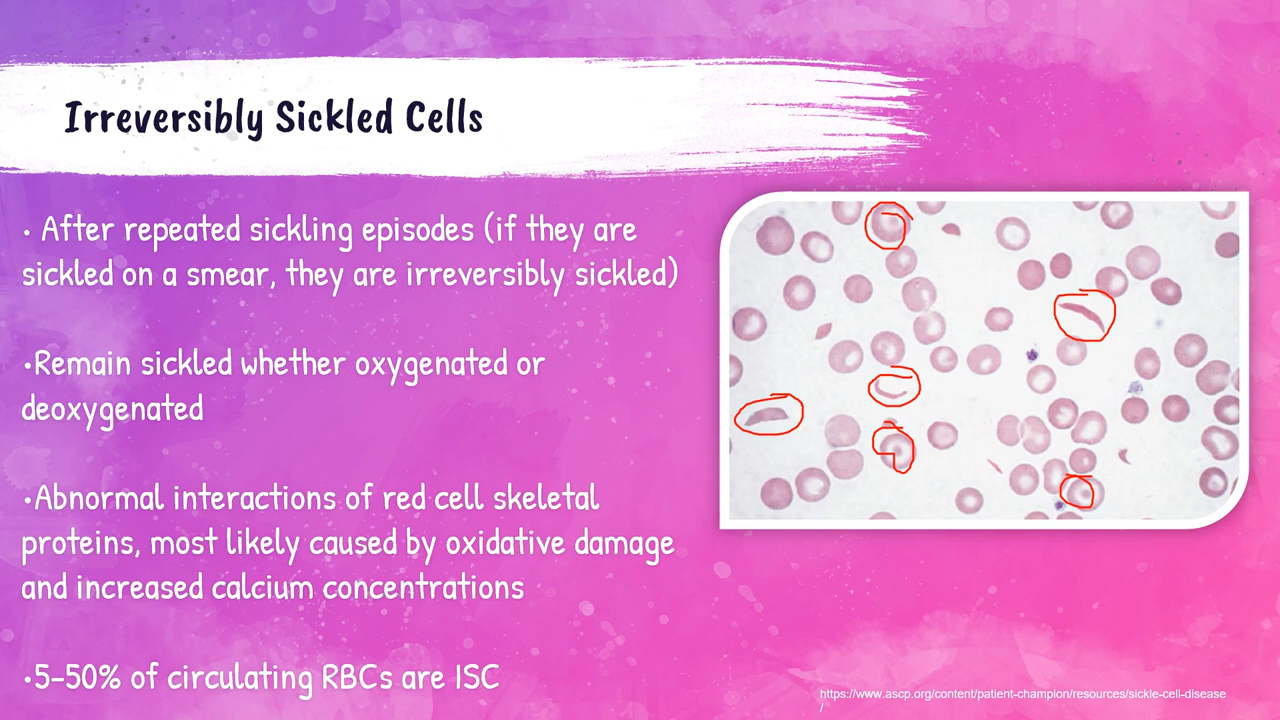 Irreversibly Sickled Cells
• After repeated sickling episodes (if they are
sickled on a smear, they are irreversibly sickled)
•Remain sickled whether oxygenated or
deoxygenated
•Abnormal interactions of red cell skeletal
proteins, most likely caused by oxidative damage
and increased calcium concentrations
•5-50% of circulating RBCs are ISC
https://www.ascp.org/content/patient-champion/resources/sickle-cell-disease
/